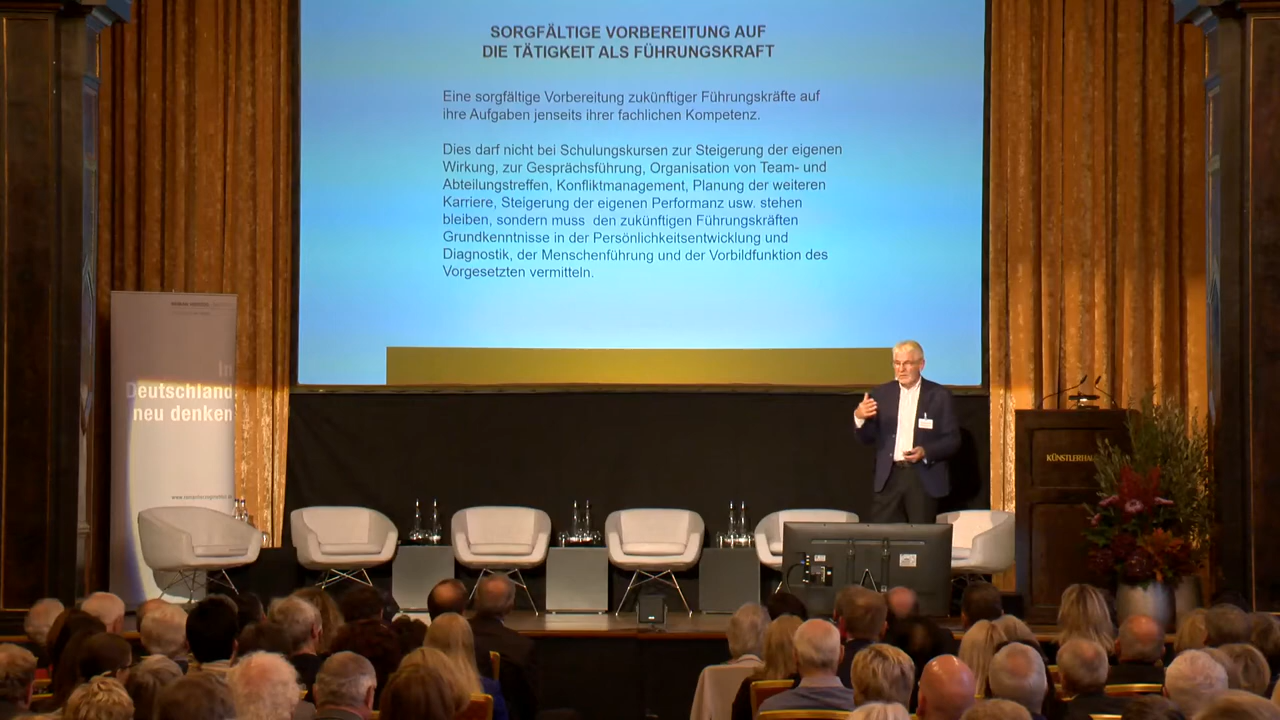 SORGFÄLTIGE VORBEREITUNG AUF
DIE TÄTIGKEIT ALS FÜHRUNGSKRAFT
Eine sorgfältige Vorbereitung zukünftiger Führungskräfte auf
ihre Aufgaben jenseits ihrer fachlichen Kompetenz.
Dies darf nicht bei Schulungskursen zur Steigerung der eigenen
Wirkung, zur Gesprächsführung, Organisation von Team- und
Abteilungstreffen, Konfliktmanagement, Planung der weiteren
Karriere, Steigerung der eigenen Performanz usw. stehen
bleiben, sondern muss den zukünftigen Führungskräften
Grundkenntnisse in der Persönlichkeitsentwicklung und
Diagnostik, der Menschenführung und der Vorbildfunktion des
Vorgesetzten vermitteln.
In
Deutschland
neu denken